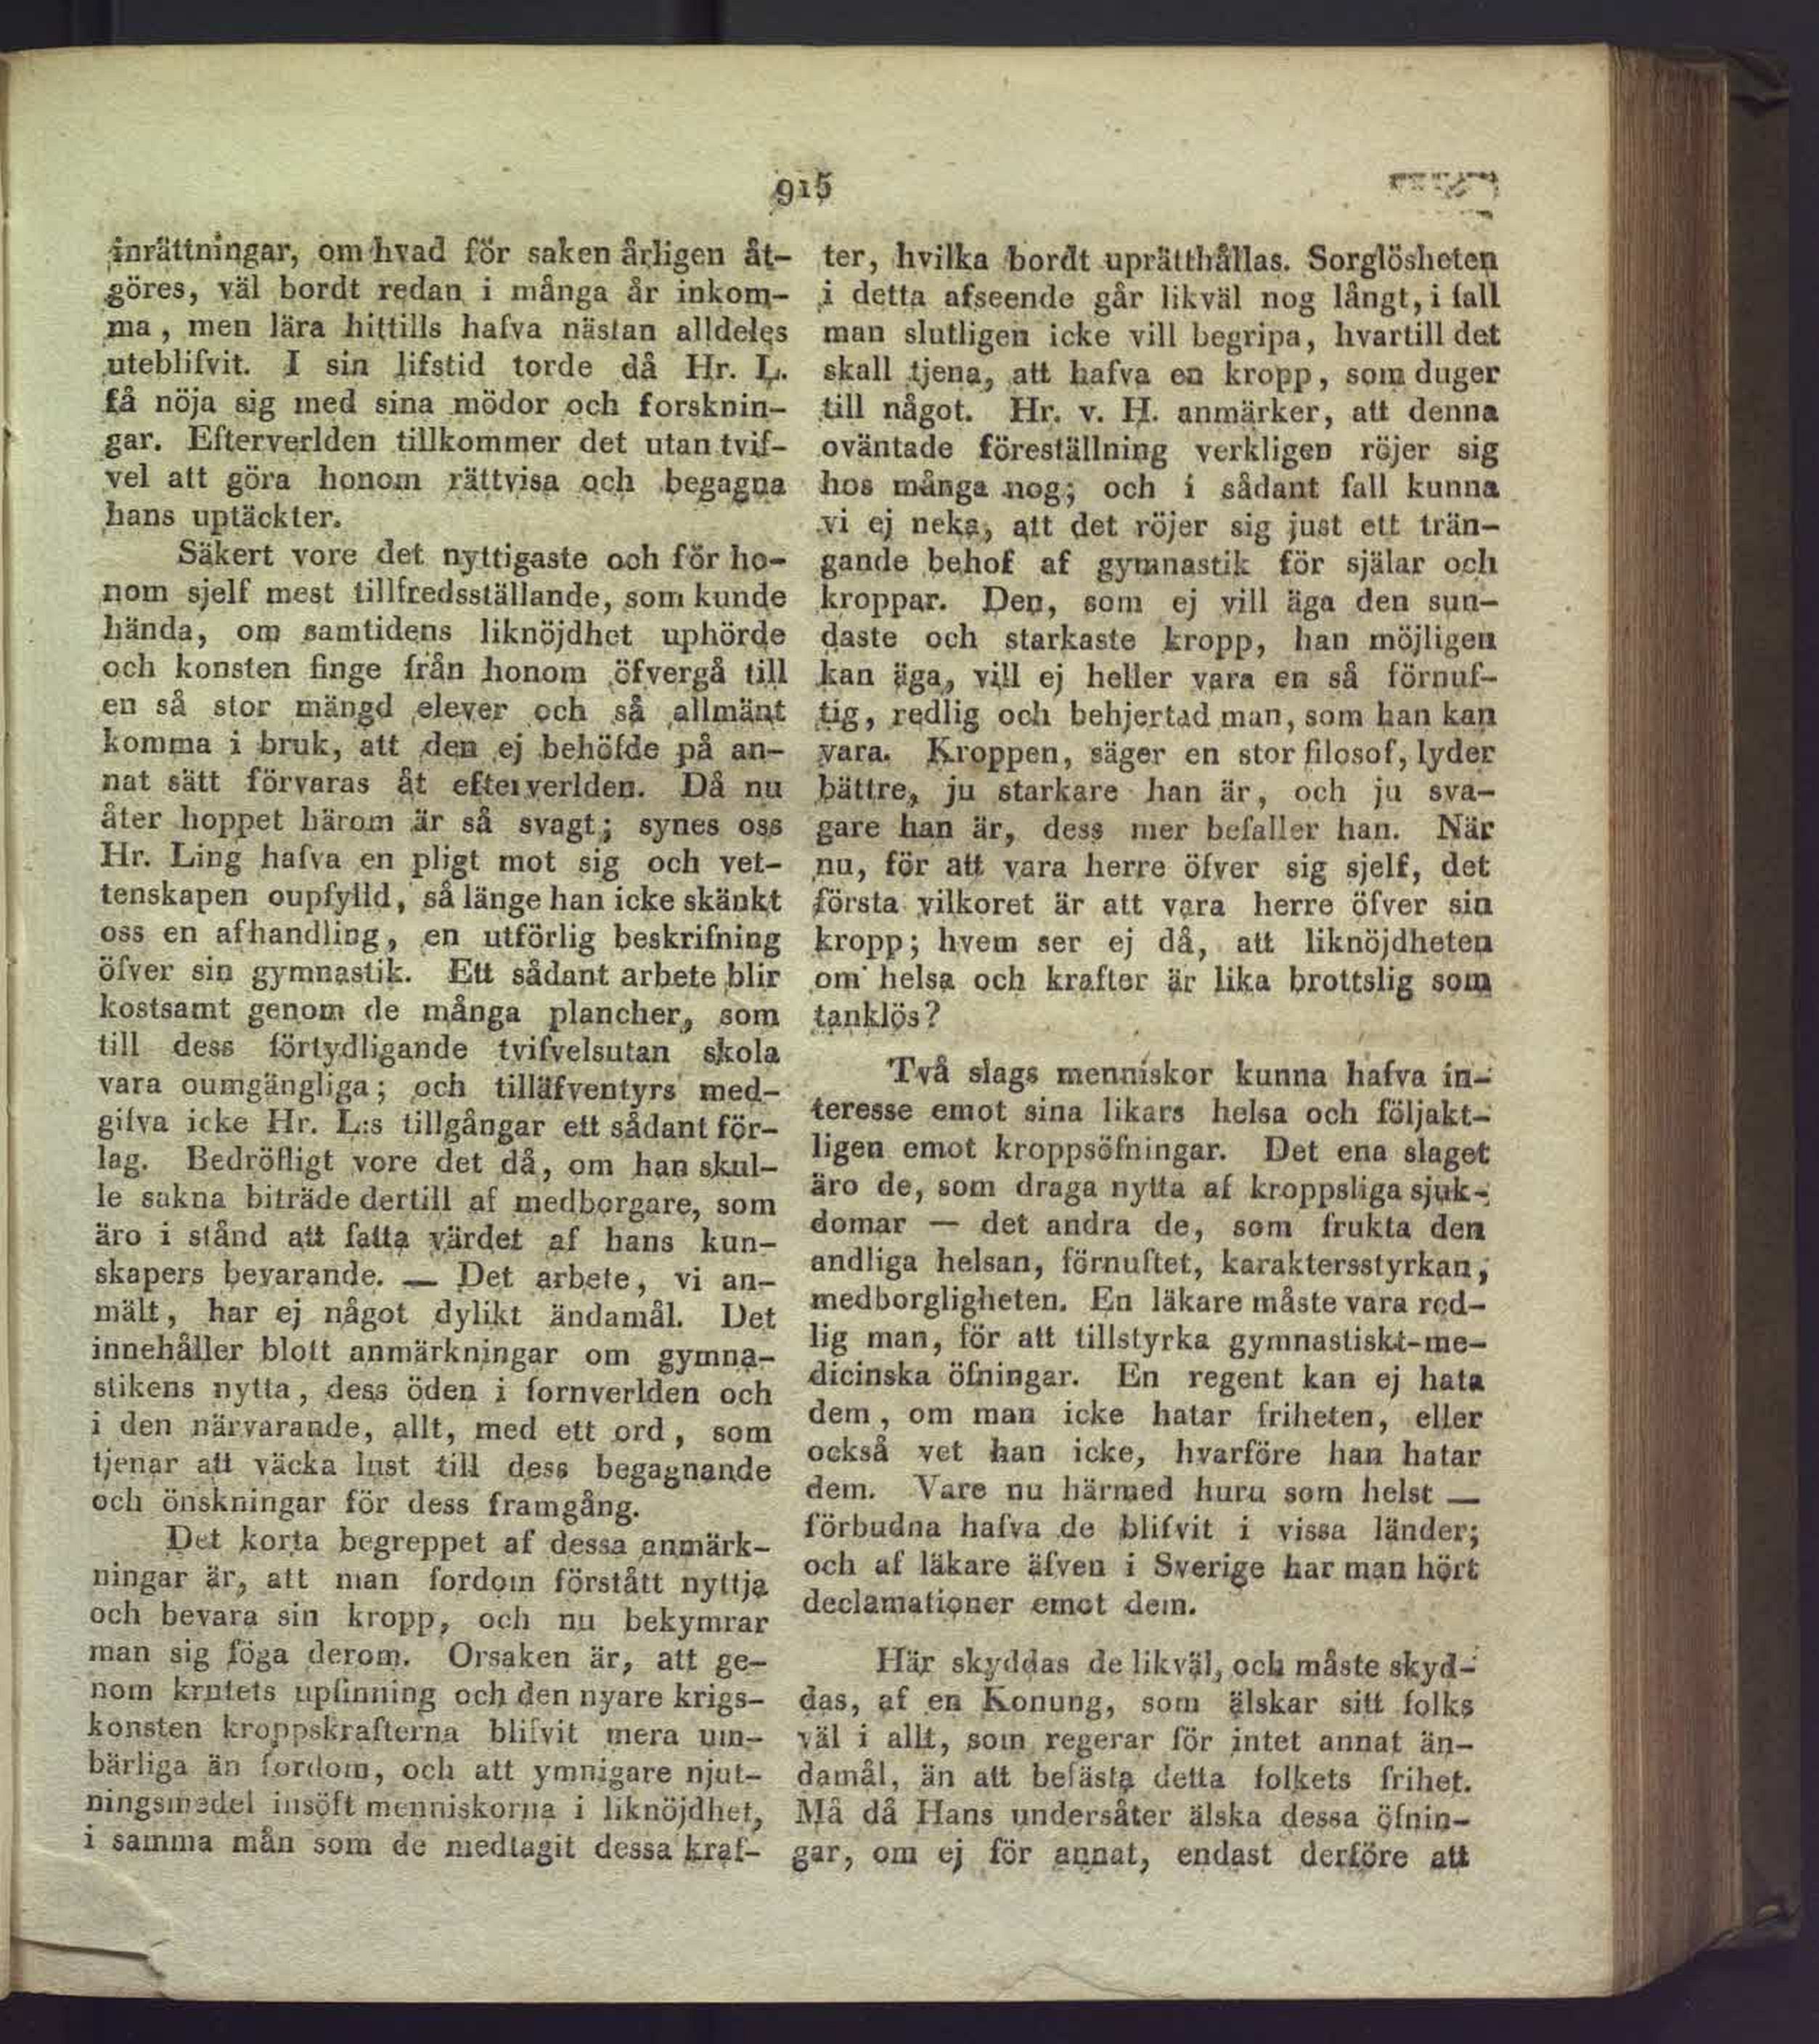 915
inrättningar, om hvad för saken årligen åt-
göres, väl bordt redan i många år inkom-
ma, men lära hittills hafva nästan alldeles
uteblifvit. I sin lifstid torde då Hr. L.
få nöja sig med sina mödor och forsknin-
gar. Efterverlden tillkommer det utan tvif-
vel att göra honom rättvisa och begagna
hans uptäckter.
Säkert vore det nyttigaste och för ho-
nom sjelf mest tillfredsställande, som kunde
hända, om samtidens liknöjdhet uphörde
och konsten finge från honom öfvergå till
en så stor mängd elever och så allmänt
komma i bruk, att den ej behöfde på an-
nat sätt förvaras åt efterverlden. Då nu
åter hoppet härom är så svagt; synes oss
Hr. Ling hafva en pligt mot sig och vet-
tenskapen oupfylld, så länge han icke skänkt
oss en afhandling, en utförlig beskrifning
öfver sin gymnastik. Ett sådant arbete blir
kostsamt genom de många plancher, som
till dess förtydligande tvifvelsutan skola
vara oumgängliga; och tilläfventyrs med-
gifva icke Hr. L:s tillgångar ett sådant för-
lag. Bedröfligt vore det då, om han skul-
le sakna biträde dertill af medborgare, som
äro i stånd att fatta värdet af hans kun-
skapers bevarande. — Det arbete, vi an-
mält, har ej något dylikt ändamål. Det
innehåller blott anmärkningar om gymna-
stikens nytta, dess öden i fornverlden och
i den närvarande, allt, med ett ord, som
tjenar att väcka lust till dess begagnande
och önskningar för dess framgång.
Det korta begreppet af dessa anmärk-
ningar är, att man fordom förstått nyttja
och bevara sin kropp, och nu bekymrar
man sig föga derom. Orsaken är, att ge-
nom krutets upfinning och den nyare krigs-
konsten kroppskrafterna blifvit mera um-
bärliga än fordom, och att ymnigare njut-
ningsmedel insöft menniskorna i liknöjdhet,
i samma mån som de medtagit dessa kraf-
ter, hvilka bordt uprätthållas. Sorglösheten
i detta afseende går likväl nog långt, i fall
man slutligen icke vill begripa, hvartill det
skall tjena, att hafva en kropp, som duger
till något. Hr. v. H. anmärker, att denna
oväntade föreställning verkligen röjer sig
hos många nog; och i sådant fall kunna
vi ej neka, att det röjer sig just ett trän-
gande behof af gymnastik för själar och
kroppar. Den, som ej vill äga den sun-
daste och starkaste kropp, han möjligen
kan äga, vill ej heller vara en så förnuf-
tig, redlig och behjertad man, som han kan
vara. Kroppen, säger en stor filosof, lyder
bättre, ju starkare han är, och ju sva-
gare han är, dess mer befaller han. När
nu, för att vara herre öfver sig sjelf, det
första vilkoret är att vara herre öfver sin
kropp; hvem ser ej då, att liknöjdheten
om helsa och krafter är lika brottslig som
tanklös?
Två slags menniskor kunna hafva in-
teresse emot sina likars helsa och följakt-
ligen emot kroppsöfningar. Det ena slaget
äro de, som draga nytta af kroppsliga sjuk-
domar — det andra de, som frukta den
andliga helsan, förnuftet, karaktersstyrkan,
medborgligheten. En läkare måste vara red-
lig man, för att tillstyrka gymnastiskt-me-
dicinska öfningar. En regent kan ej hata
dem, om man icke hatar friheten, eller
också vet han icke, hvarföre han hatar
dem. Vare nu härmed huru som helst —
förbudna hafva de blifvit i vissa länder;
och af läkare äfven i Sverige har man hört
declamationer emot dem.
Här skyddas de likväl, och måste skyd-
das, af en Konung, som älskar sitt folks
väl i allt, som regerar för intet annat än-
damål, än att befästa detta folkets frihet.
Må då Hans undersåter älska dessa öfnin-
gar, om ej för annat, endast derföre att